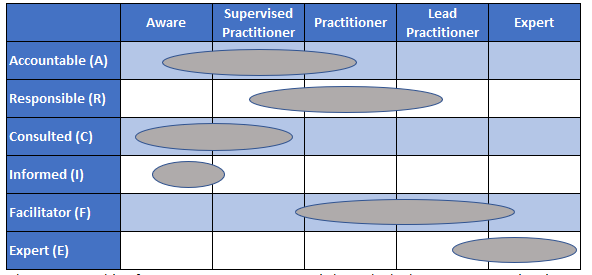 Aware Supervised Practitioner Practitioner Lead Practitioner Expert
Accountable (A)
Responsible (R)
Consulted (C)
Informed (I)
Facilitator (F)
Expert (E)